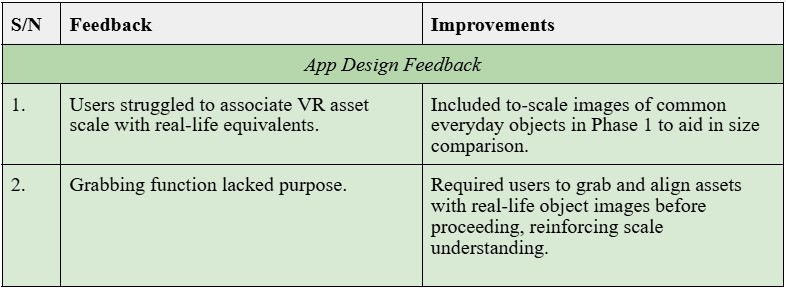 S/N Feedback Improvements
App Design Feedback
1. Users struggled to associate VR asset
scale with real-life equivalents.
Included to-scale images of common
everyday objects in Phase 1 to aid in size
comparison.
2. Grabbing function lacked purpose.
Required users to grab and align assets
with real-life object images before
proceeding, reinforcing scale
understanding.